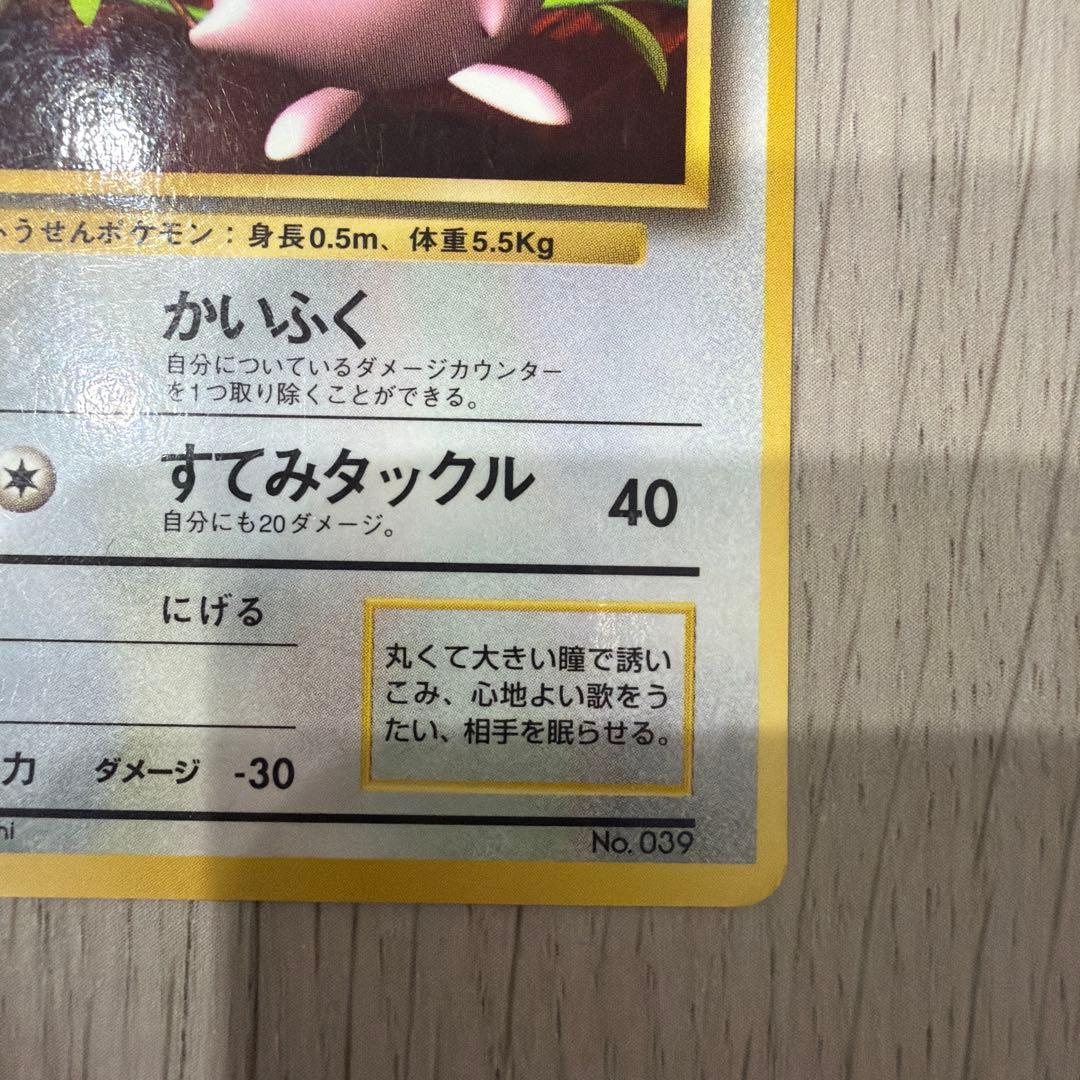 うせんポケモン：身長0.5m、体重5.5Kg
かいふく
自分についているダメージカウンター
を1つ取り除くことができる。
すてみタックル 40
自分にも20ダメージ。
にげる
丸くて大きい瞳で誘い
こみ、心地よい歌をう
たい、相手を眠らせる。
力 ダメージ -30
No. 039